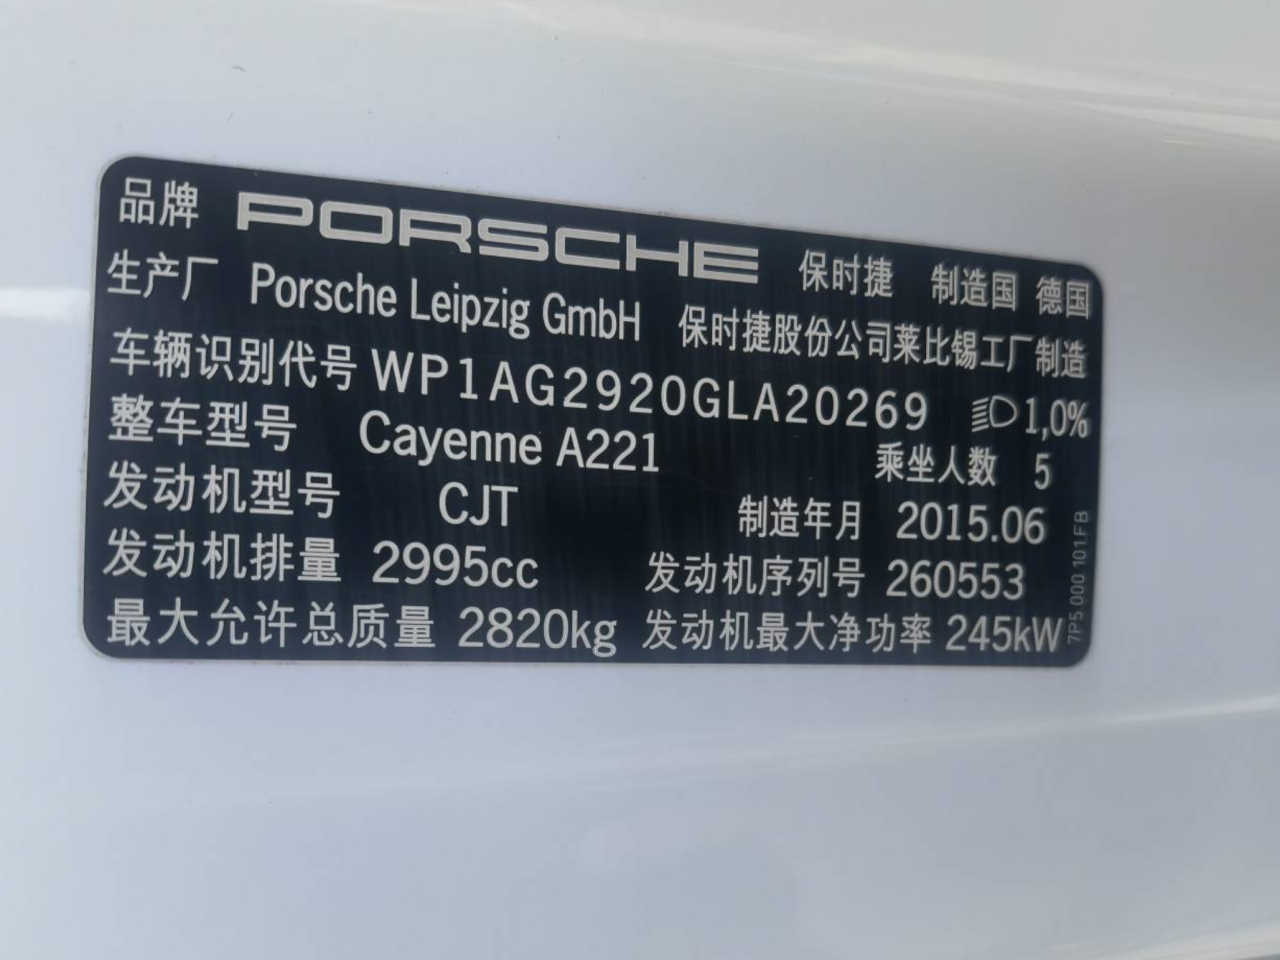 品牌 PORSCHE 保时捷 制造国 德国
生产厂 Porsche Leipzig GmbH 保时捷股份公司莱比锡工厂制造
车辆识别代号 WP1AG2920GLA20269 1,0%
整车型号 Cayenne A221 乘坐人数 5
发动机型号 CJT 制造年月 2015.06
发动机排量 2995cc 发动机序列号 260553
最大允许总质量 2820kg 发动机最大净功率 245kW
7P5.000.101.FB